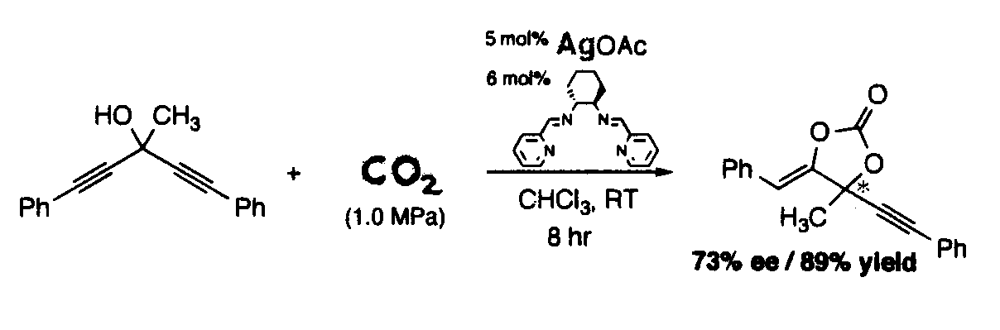 5 mol% AgOAc
6 mol%
HO CH₃
N N
N N
O
O
O
Ph
Ph
Ph
+
CO₂
(1.0 MPa)
CHCl₃, RT
8 hr
*
H₃C
Ph
73% ee / 89% yield